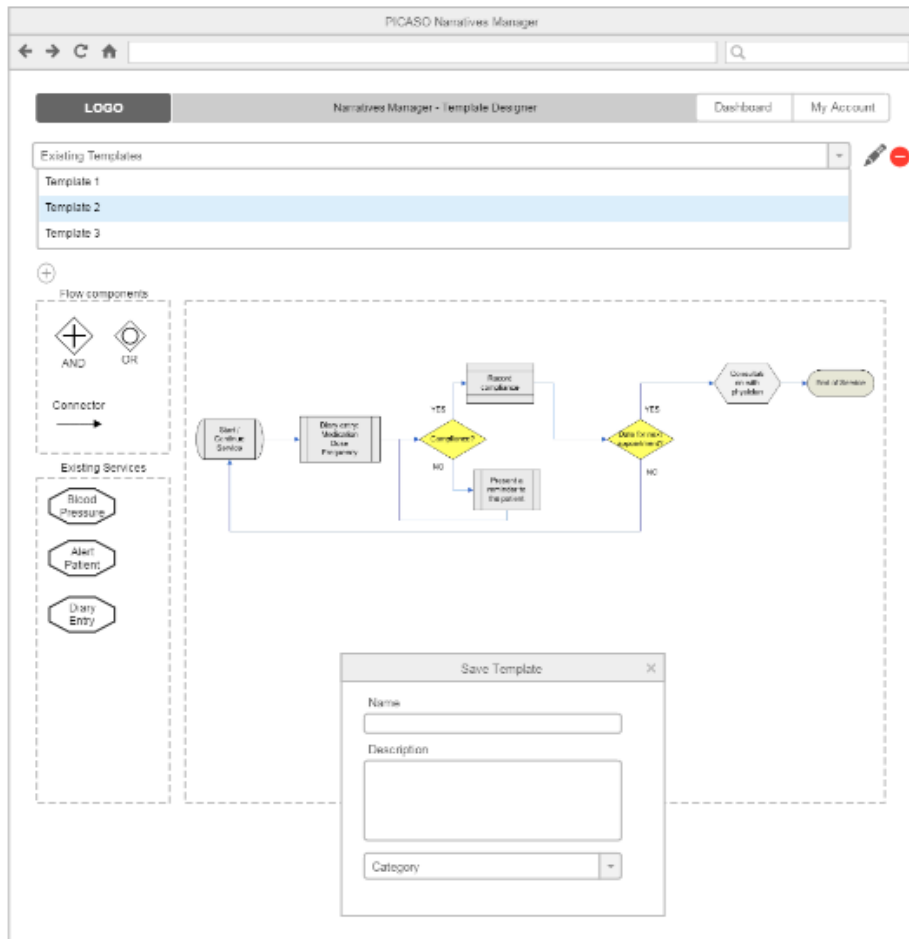 PICASO Narratives Manager
LOGO
Narratives Manager - Template Designer
Dashboard
My Account
Existing Templates
Template 1
Template 2
Template 3
Flow components
AND
OR
Connector
Existing Services
Blood
Pressure
Alert
Patient
Diary
Entry
Start /
Continue
Service
Diary entry:
Medication
Dose
Frequency
YES
Compliance?
NO
Record
compliance
Present a
reminder to
the patient
YES
Date for next
appointment?
NO
Consultati
on with
physician
End of Service
Save Template
Name
Description
Category